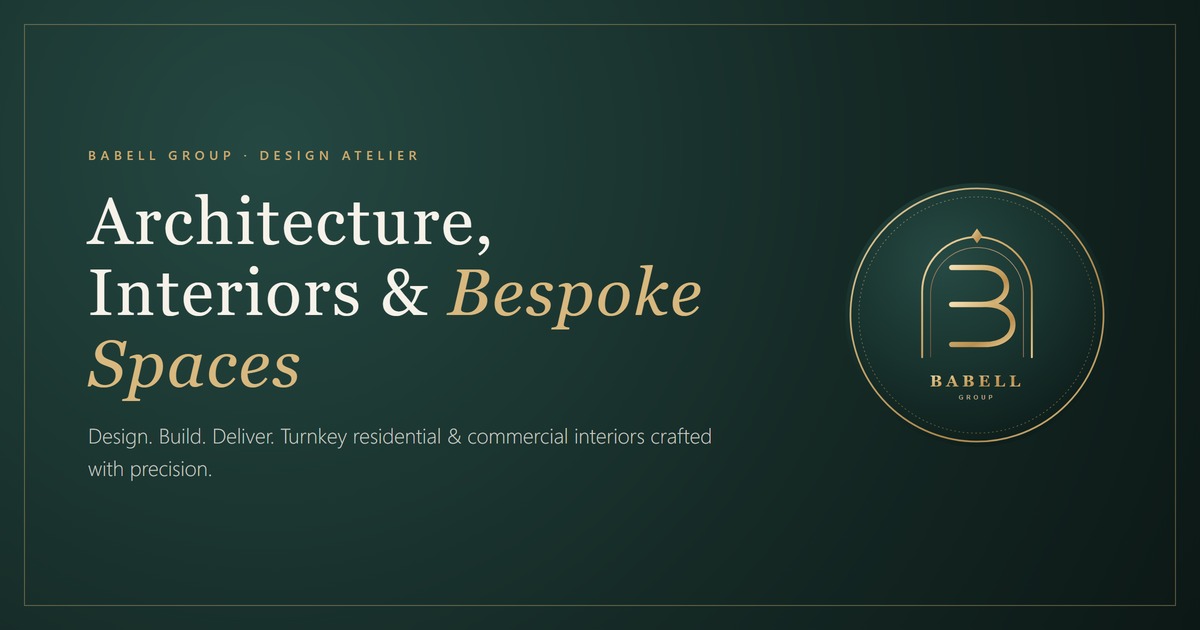 BABELL GROUP · DESIGN ATELIER
Architecture,
Interiors & Bespoke
Spaces
Design. Build. Deliver. Turnkey residential & commercial interiors crafted
with precision.
B
BABELL
GROUP